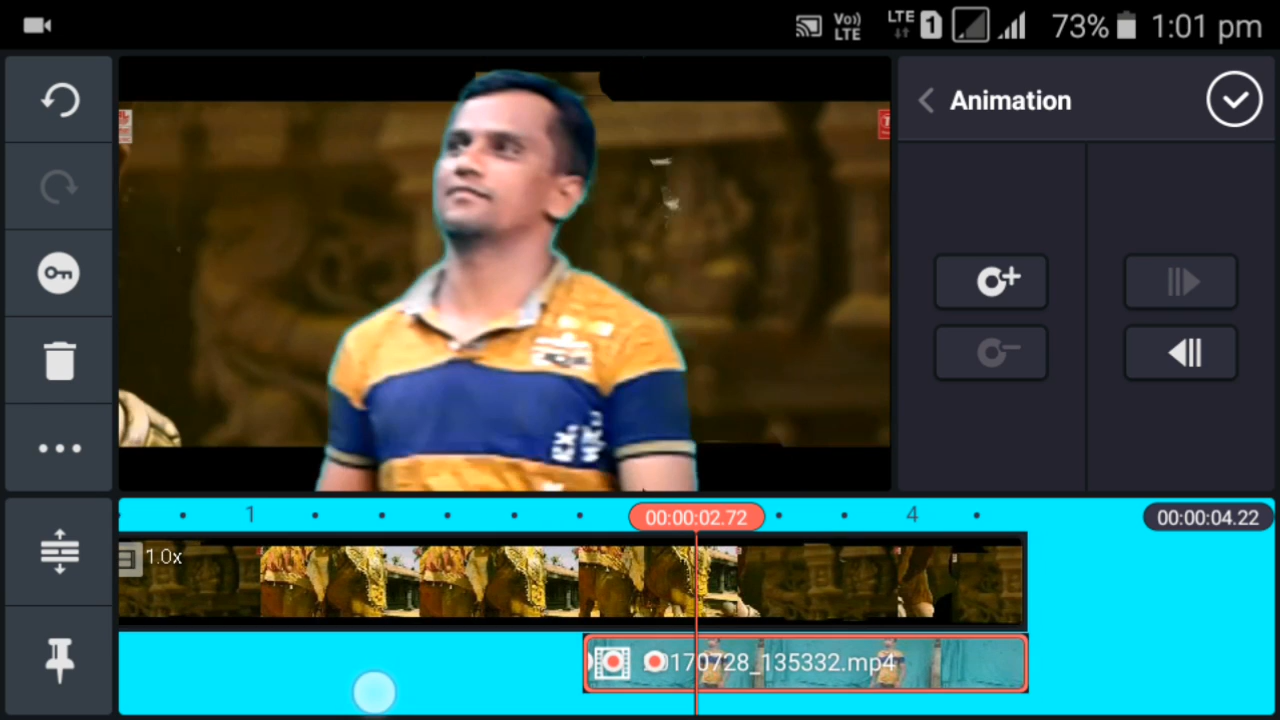 Vo))
LTE
LTE
1
73%
1:01 pm
Animation
1
00:00:02.72
4
00:00:04.22
1.0x
170728_135332.mp4